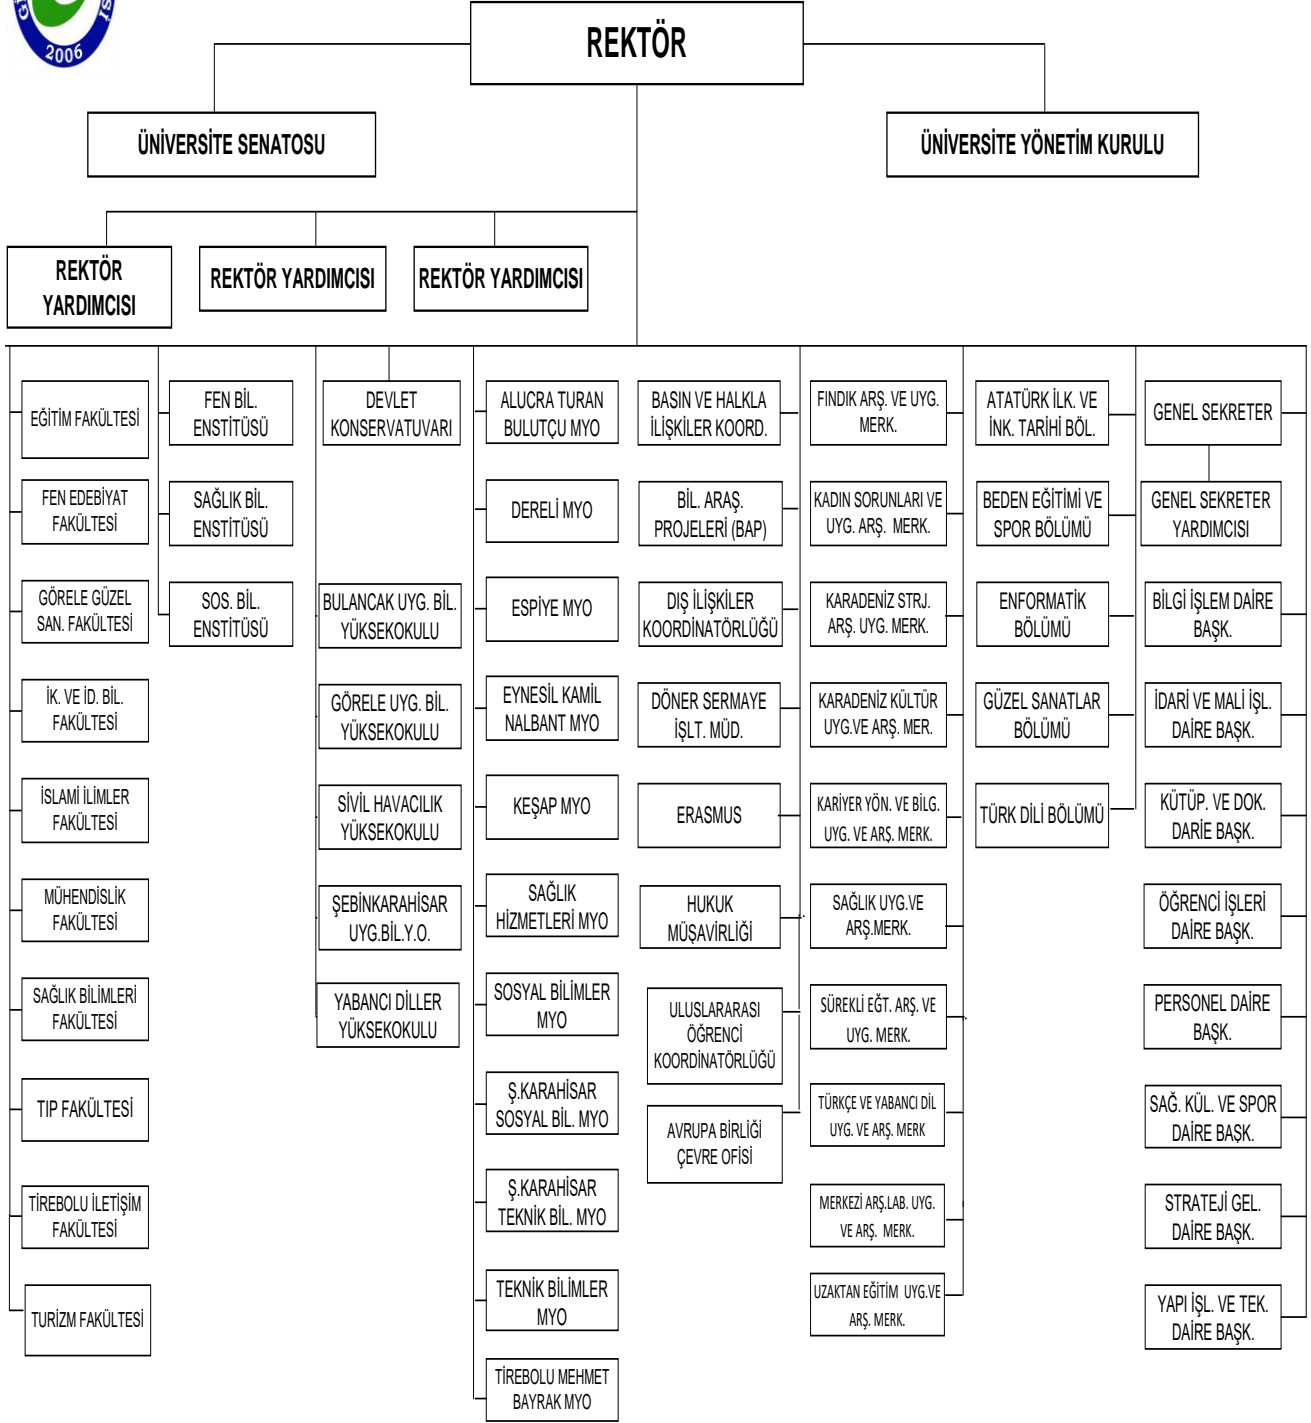 2006
REKTÖR
ÜNİVERSİTE SENATOSU
ÜNİVERSİTE YÖNETİM KURULU
REKTÖR
YARDIMCISI
REKTÖR YARDIMCISI
REKTÖR YARDIMCISI
EĞİTİM FAKÜLTESİ
FEN EDEBİYAT
FAKÜLTESİ
GÖRELE GÜZEL
SAN. FAKÜLTESİ
İK. VE İD. BİL.
FAKÜLTESİ
İSLAMİ İLİMLER
FAKÜLTESİ
MÜHENDİSLİK
FAKÜLTESİ
SAĞLIK BİLİMLERİ
FAKÜLTESİ
TIP FAKÜLTESİ
TİREBOLU İLETİŞİM
FAKÜLTESİ
TURİZM FAKÜLTESİ
FEN BİL.
ENSTİTÜSÜ
SAĞLIK BİL.
ENSTİTÜSÜ
SOS. BİL.
ENSTİTÜSÜ
DEVLET
KONSERVATUVARI
BULANCAK UYG. BİL.
YÜKSEKOKULU
GÖRELE UYG. BİL.
YÜKSEKOKULU
SİVİL HAVACILIK
YÜKSEKOKULU
ŞEBİNKARAHİSAR
UYG.BİL.Y.O.
YABANCI DİLLER
YÜKSEKOKULU
ALUCRA TURAN
BULUTÇU MYO
DERELİ MYO
ESPİYE MYO
EYNESİL KAMİL
NALBANT MYO
KEŞAP MYO
SAĞLIK
HİZMETLERİ MYO
SOSYAL BİLİMLER
MYO
Ş.KARAHİSAR
SOSYAL BİL. MYO
Ş.KARAHİSAR
TEKNİK BİL. MYO
TEKNİK BİLİMLER
MYO
TİREBOLU MEHMET
BAYRAK MYO
BASIN VE HALKLA
İLİŞKİLER KOORD.
BİL. ARAŞ.
PROJELERİ (BAP)
DIŞ İLİŞKİLER
KOORDİNATÖRLÜĞÜ
DÖNER SERMAYE
İŞLT. MÜD.
ERASMUS
HUKUK
MÜŞAVİRLİĞİ
ULUSLARARASI
ÖĞRENCİ
KOORDİNATÖRLÜĞÜ
AVRUPA BİRLİĞİ
ÇEVRE OFİSİ
FINDIK ARŞ. VE UYG.
MERK.
KADIN SORUNLARI VE
UYG. ARŞ. MERK.
KARADENİZ STRJ.
ARŞ. UYG. MERK.
KARADENİZ KÜLTÜR
UYG.VE ARŞ. MER.
KARİYER YÖN. VE BİLG.
UYG. VE ARŞ. MERK.
SAĞLIK UYG.VE
ARŞ.MERK.
SÜREKLİ EĞT. ARŞ. VE
UYG. MERK.
TÜRKÇE VE YABANCI DİL
UYG. VE ARŞ. MERK
MERKEZİ ARŞ.LAB. UYG.
VE ARŞ. MERK.
UZAKTAN EĞİTİM UYG.VE
ARŞ. MERK.
ATATÜRK İLK. VE
İNK. TARİHİ BÖL.
BEDEN EĞİTİMİ VE
SPOR BÖLÜMÜ
ENFORMATİK
BÖLÜMÜ
GÜZEL SANATLAR
BÖLÜMÜ
TÜRK DİLİ BÖLÜMÜ
GENEL SEKRETER
GENEL SEKRETER
YARDIMCISI
BİLGİ İŞLEM DAİRE
BAŞK.
İDARİ VE MALİ İŞL.
DAİRE BAŞK.
KÜTÜP. VE DOK.
DARİE BAŞK.
ÖĞRENCİ İŞLERİ
DAİRE BAŞK.
PERSONEL DAİRE
BAŞK.
SAĞ. KÜL. VE SPOR
DAİRE BAŞK.
STRATEJİ GEL.
DAİRE BAŞK.
YAPI İŞL. VE TEK.
DAİRE BAŞK.